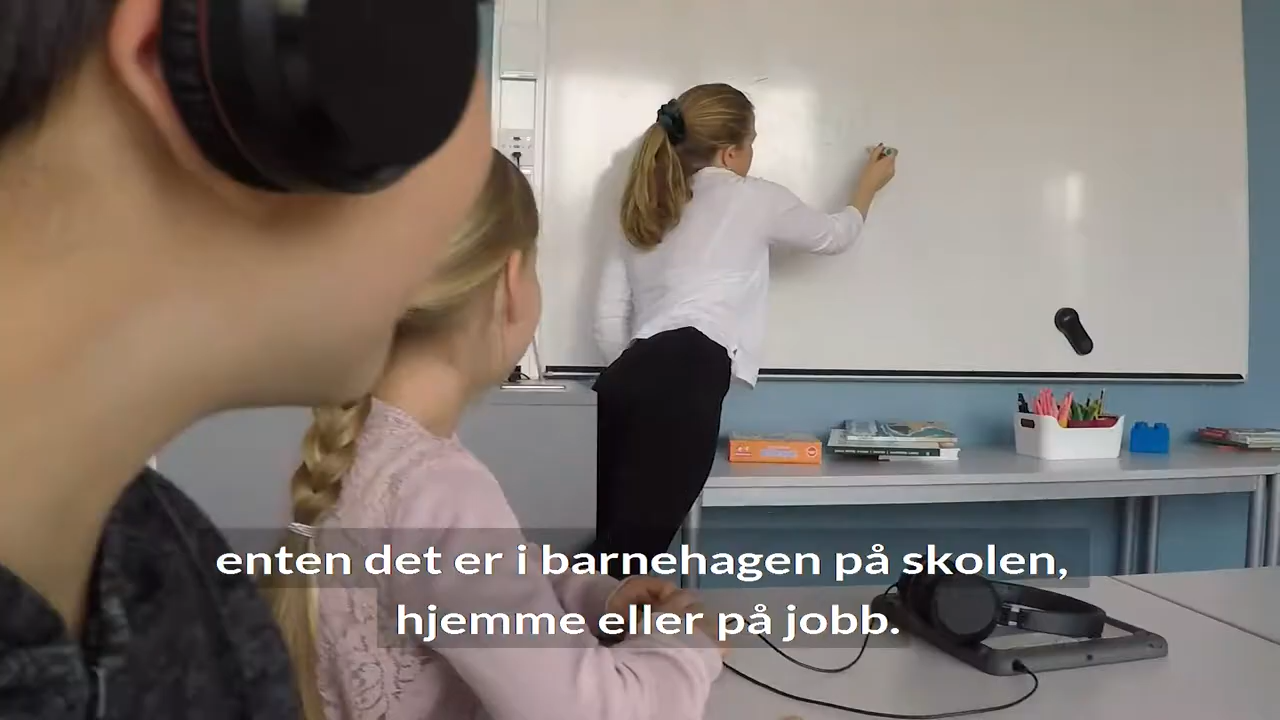 enten det er i barnehagen på skolen,
hjemme eller på jobb.